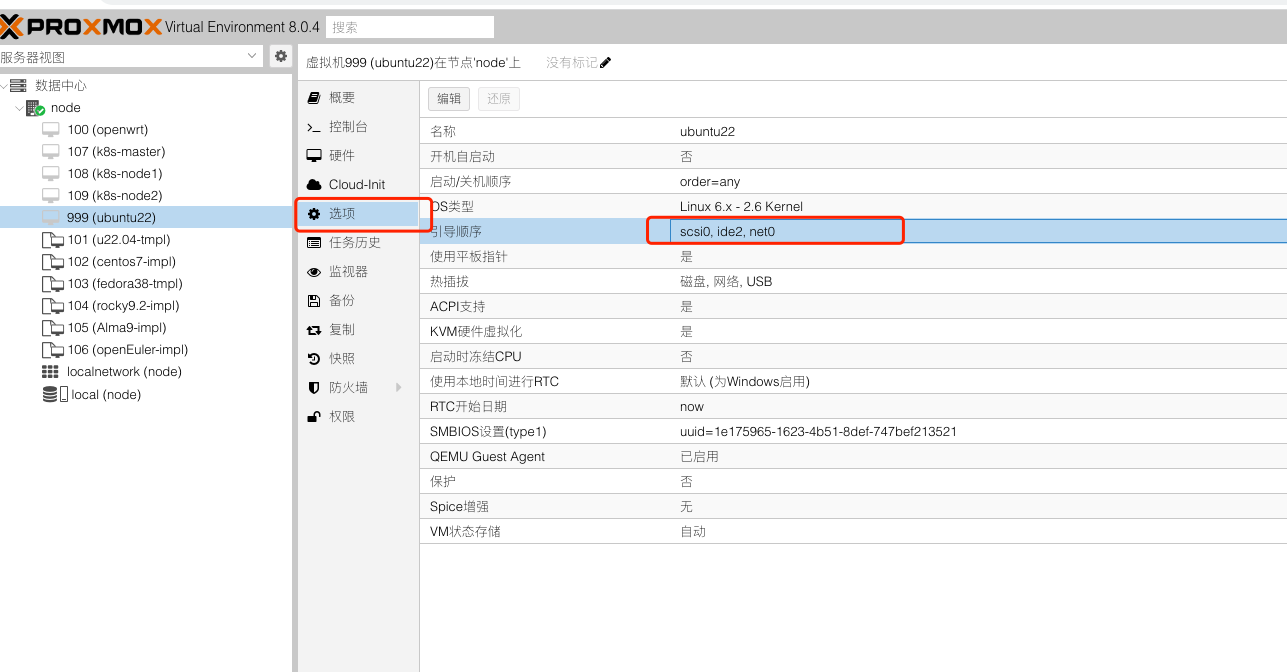 PROXMOX Virtual Environment 8.0.4 搜索
服务器视图
数据中心
node
100 (openwrt)
107 (k8s-master)
108 (k8s-node1)
109 (k8s-node2)
999 (ubuntu22)
101 (u22.04-tmpl)
102 (centos7-impl)
103 (fedora38-tmpl)
104 (rocky9.2-impl)
105 (Alma9-impl)
106 (openEuler-impl)
localnetwork (node)
local (node)
虚拟机999 (ubuntu22)在节点'node'上 没有标记
概要
控制台
硬件
Cloud-Init
选项
任务历史
监视器
备份
复制
快照
防火墙
权限
编辑 还原
名称 ubuntu22
开机自启动 否
启动/关机顺序 order=any
OS类型 Linux 6.x - 2.6 Kernel
引导顺序 scsi0, ide2, net0
使用平板指针 是
热插拔 磁盘, 网络, USB
ACPI支持 是
KVM硬件虚拟化 是
启动时冻结CPU 否
使用本地时间进行RTC 默认 (为Windows启用)
RTC开始日期 now
SMBIOS设置(type1) uuid=1e175965-1623-4b51-8def-747bef213521
QEMU Guest Agent 已启用
保护 否
Spice增强 无
VM状态存储 自动